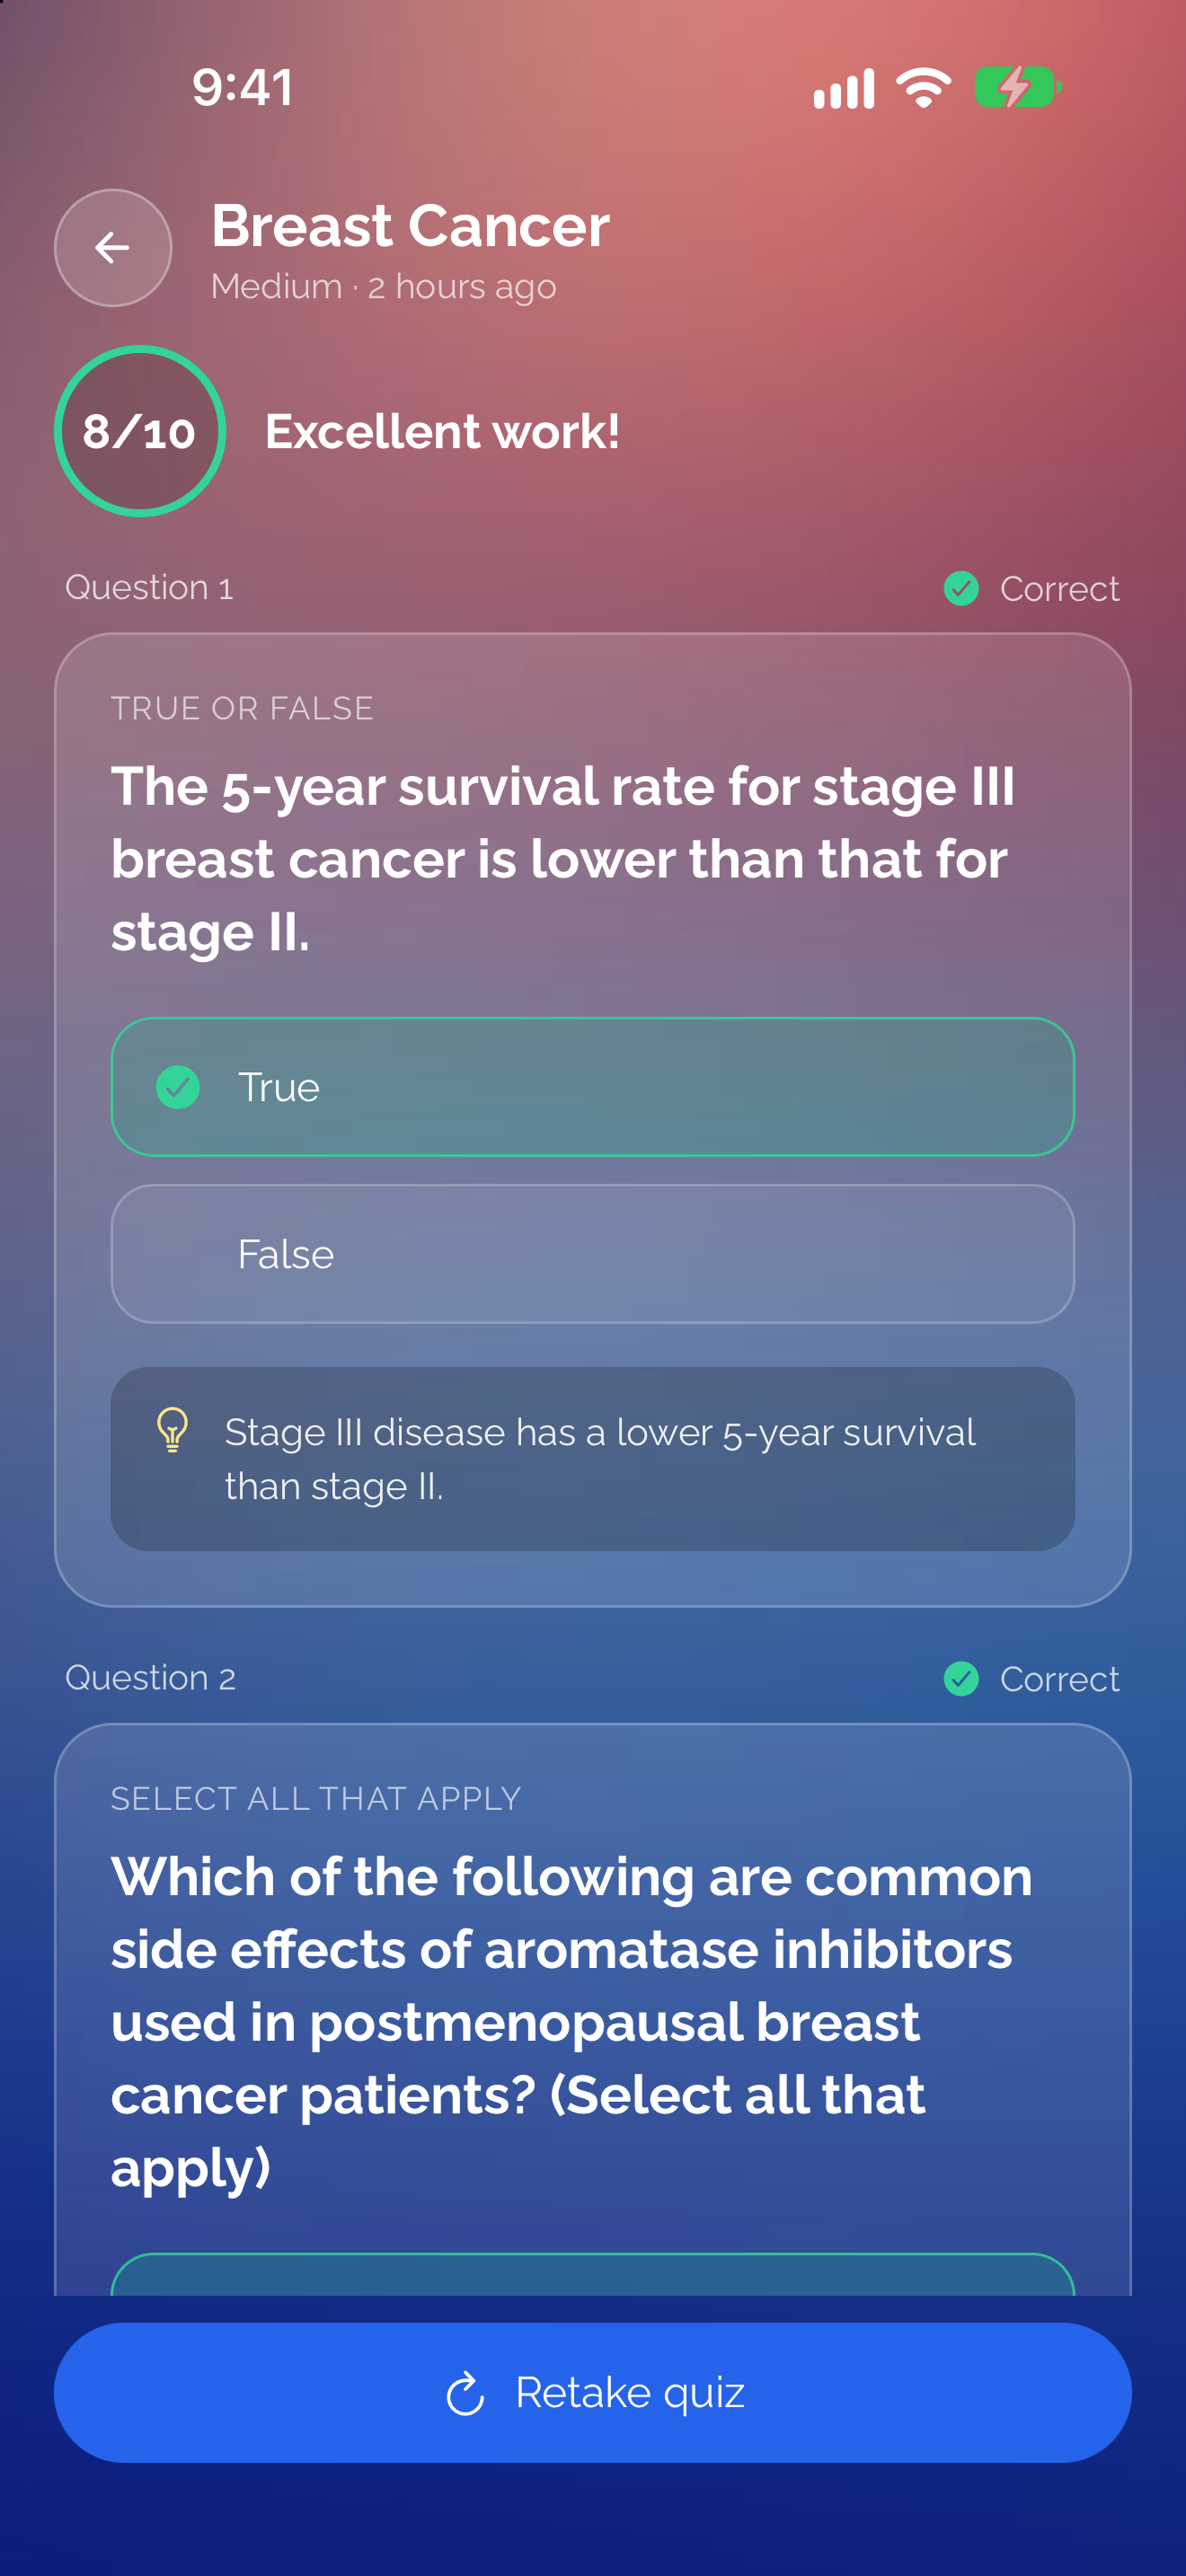 9:41
Breast Cancer
Medium · 2 hours ago
8/10
Excellent work!
Question 1
Correct
TRUE OR FALSE
The 5-year survival rate for stage III
breast cancer is lower than that for
stage II.
True
False
Stage III disease has a lower 5-year survival
than stage II.
Question 2
Correct
SELECT ALL THAT APPLY
Which of the following are common
side effects of aromatase inhibitors
used in postmenopausal breast
cancer patients? (Select all that
apply)
Retake quiz